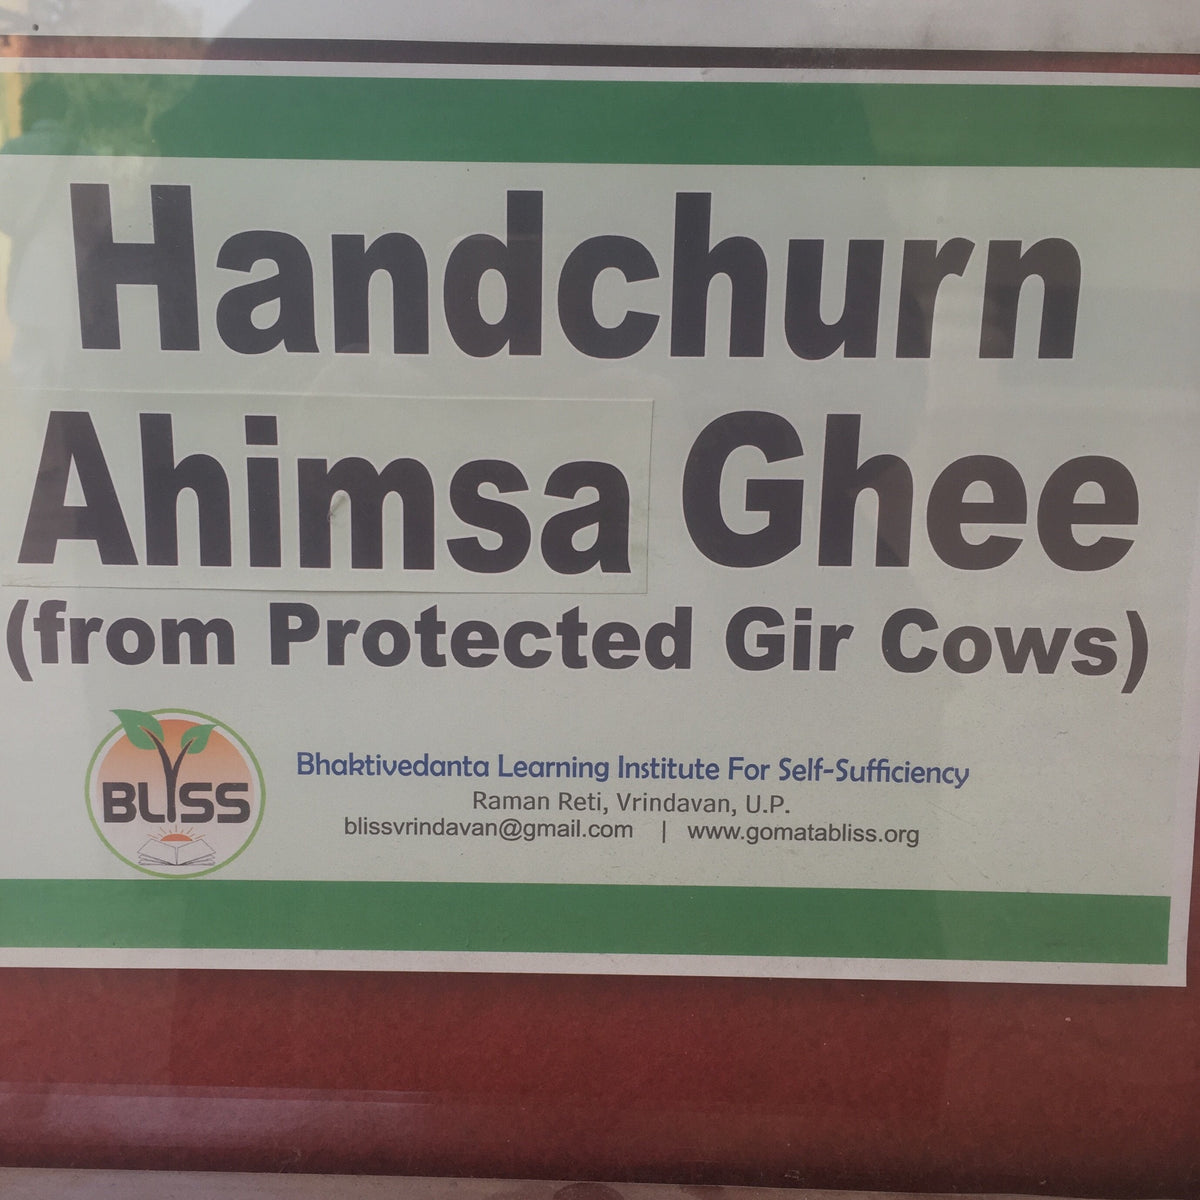 Handchurn
Ahimsa Ghee
(from Protected Gir Cows)
BLISS
Bhaktivedanta Learning Institute For Self-Sufficiency
Raman Reti, Vrindavan, U.P.
blissvrindavan@gmail.com | www.gomatabliss.org